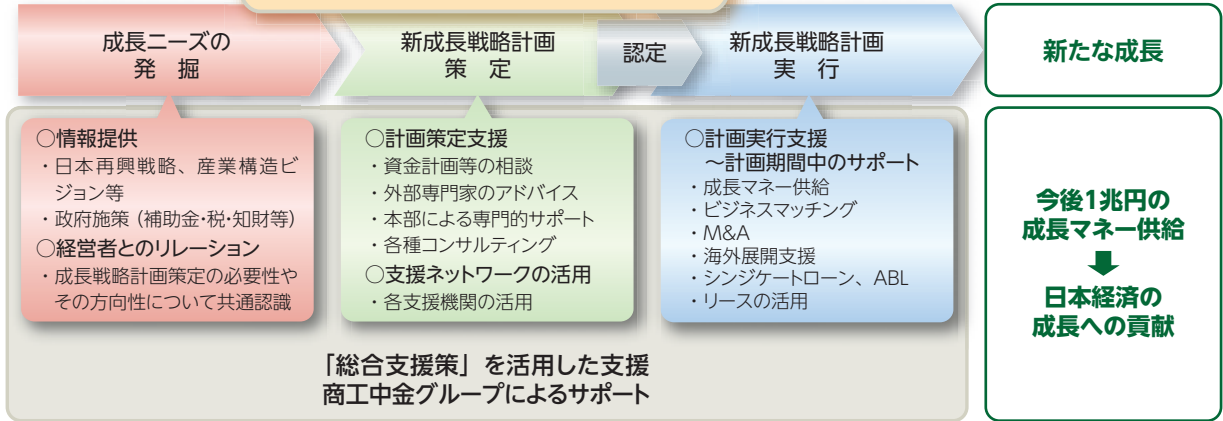 成長ニーズの
発　掘
新成長戦略計画
策　定
認定
新成長戦略計画
実　行
新たな成長
○情報提供
・日本再興戦略、産業構造ビ
ジョン等
・政府施策（補助金・税・知財等）
○経営者とのリレーション
・成長戦略計画策定の必要性や
その方向性について共通認識
○計画策定支援
・資金計画等の相談
・外部専門家のアドバイス
・本部による専門的サポート
・各種コンサルティング
○支援ネットワークの活用
・各支援機関の活用
○計画実行支援
～計画期間中のサポート
・成長マネー供給
・ビジネスマッチング
・M&A
・海外展開支援
・シンジケートローン、ABL
・リースの活用
今後1兆円の
成長マネー供給
日本経済の
成長への貢献
「総合支援策」を活用した支援
商工中金グループによるサポート